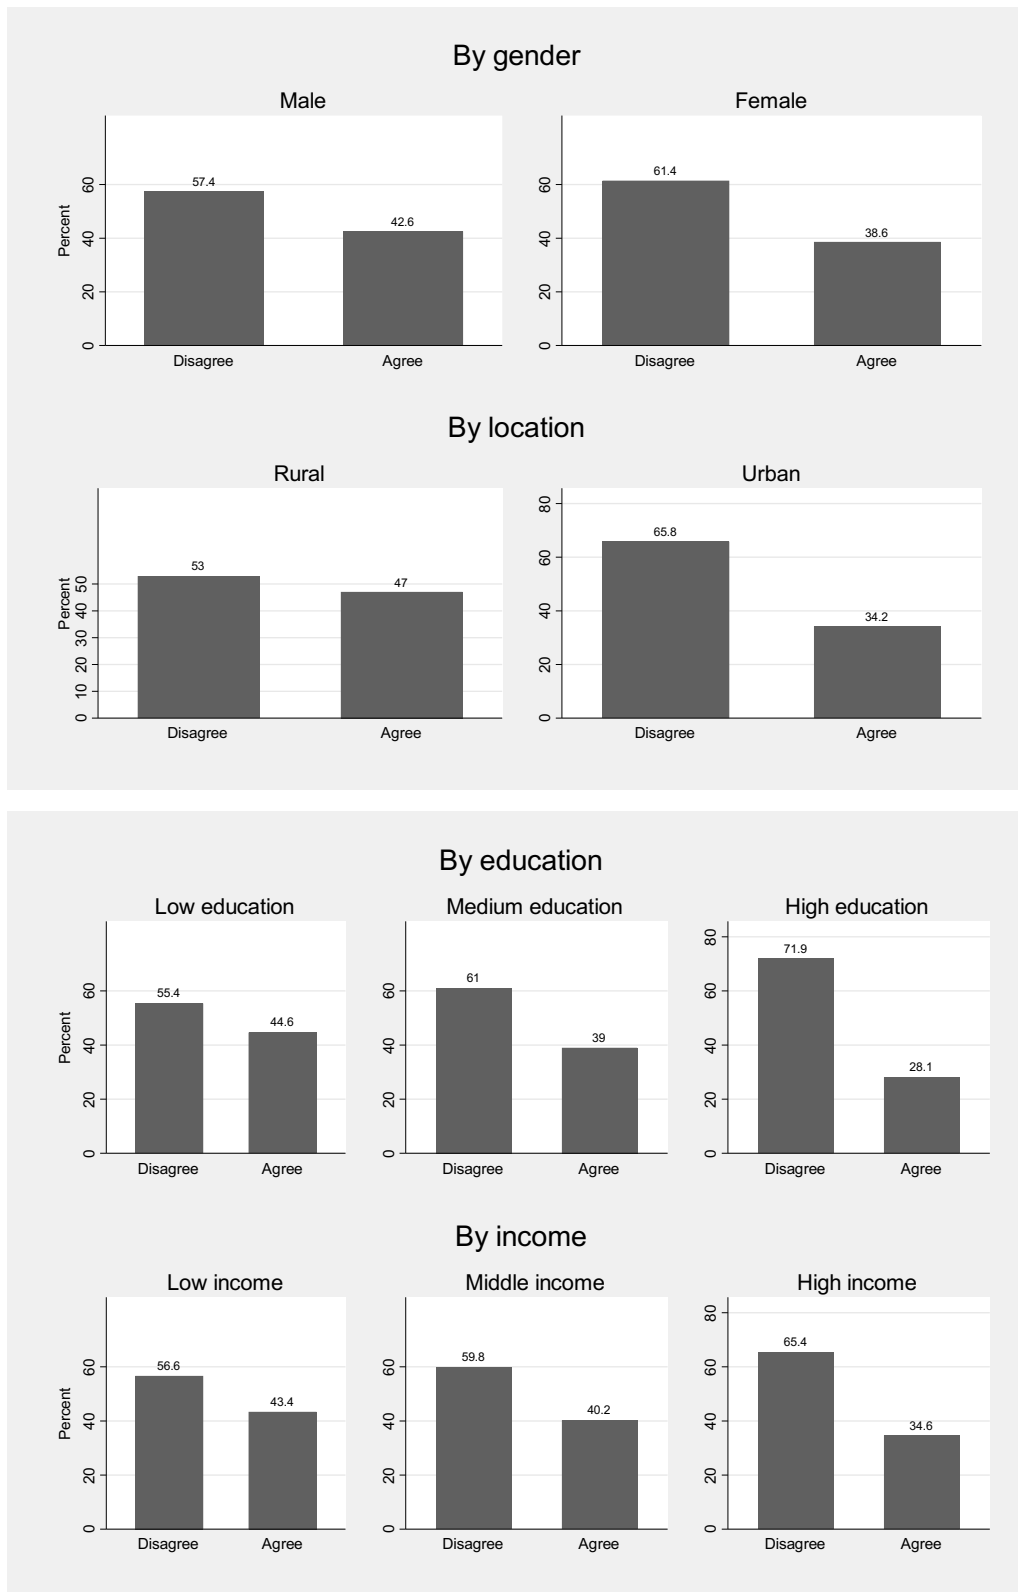 By gender
Male
Female
Percent
0
20
40
60
57.4
42.6
Disagree
Agree
0
20
40
60
61.4
38.6
Disagree
Agree
By location
Rural
Urban
Percent
0
10
20
30
40
50
53
47
Disagree
Agree
0
20
40
60
80
65.8
34.2
Disagree
Agree
By education
Low education
Medium education
High education
Percent
0
20
40
60
55.4
44.6
Disagree
Agree
0
20
40
60
61
39
Disagree
Agree
0
20
40
60
80
71.9
28.1
Disagree
Agree
By income
Low income
Middle income
High income
Percent
0
20
40
60
56.6
43.4
Disagree
Agree
0
20
40
60
59.8
40.2
Disagree
Agree
0
20
40
60
80
65.4
34.6
Disagree
Agree